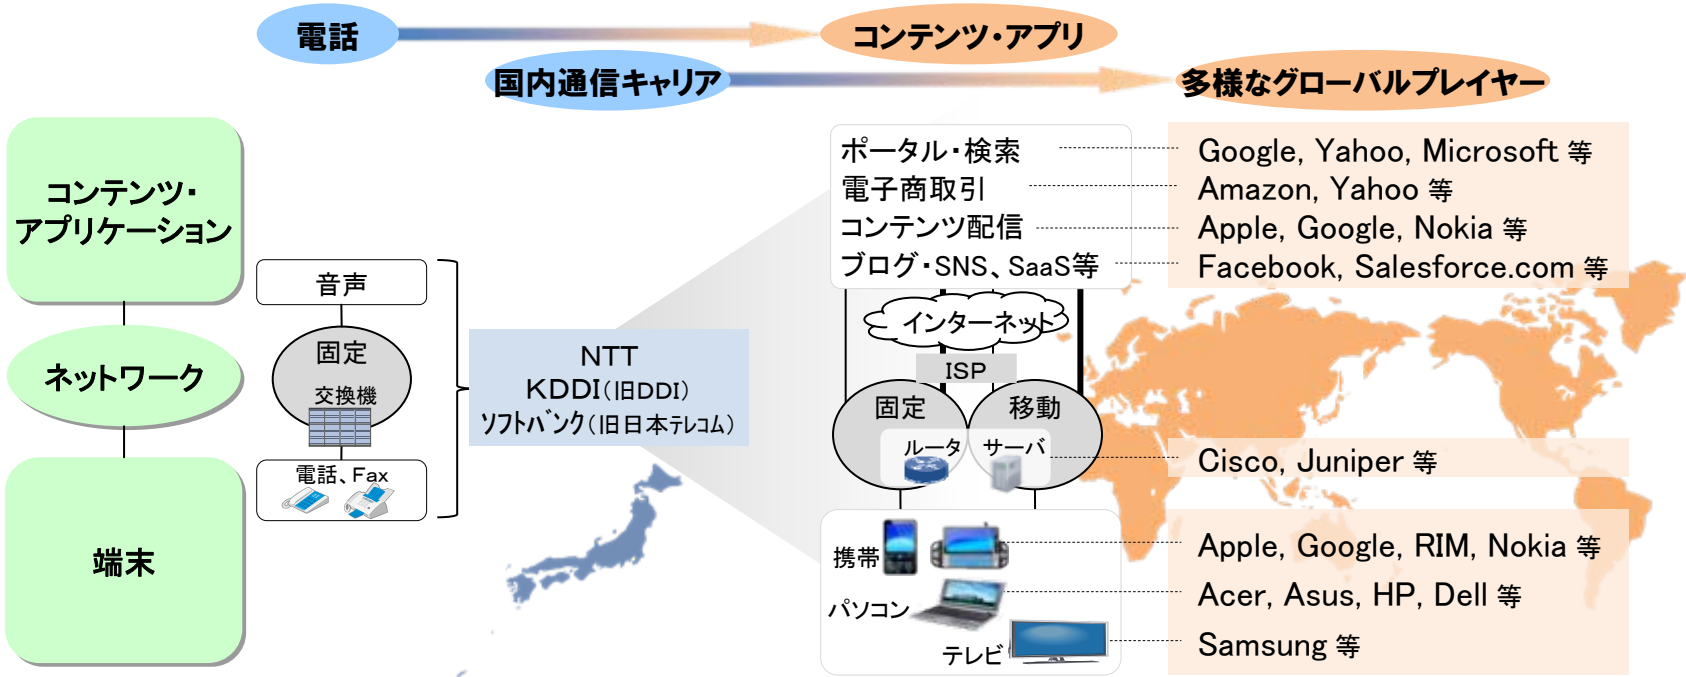 電話
コンテンツ・アプリ
国内通信キャリア
多様なグローバルプレイヤー
コンテンツ・
アプリケーション
ネットワーク
端末
音声
固定
交換機
電話、Fax
NTT
KDDI(旧DDI)
ソフトバンク(旧日本テレコム)
ポータル・検索
電子商取引
コンテンツ配信
ブログ・SNS、SaaS等
インターネット
ISP
固定
移動
ルータ
サーバ
携帯
パソコン
テレビ
Google, Yahoo, Microsoft 等
Amazon, Yahoo 等
Apple, Google, Nokia 等
Facebook, Salesforce.com 等
Cisco, Juniper 等
Apple, Google, RIM, Nokia 等
Acer, Asus, HP, Dell 等
Samsung 等